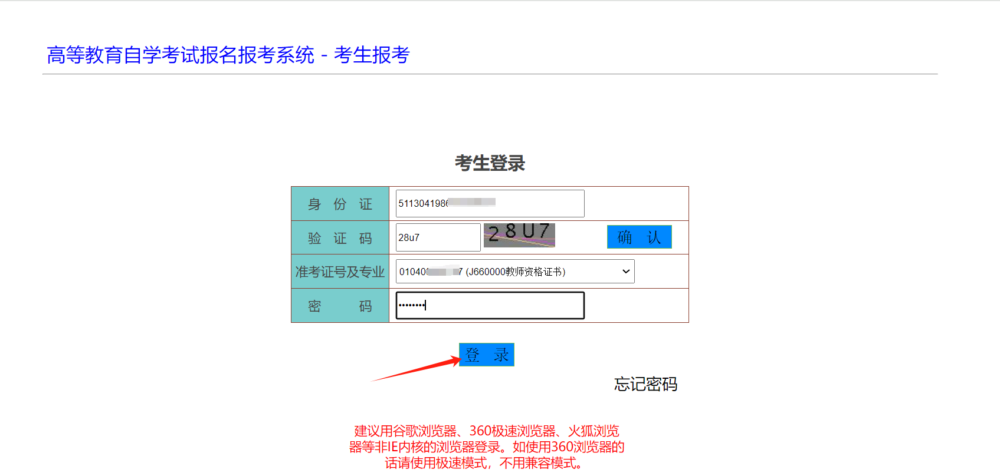 高等教育自学考试报名报考系统 - 考生报考
考生登录
身 份 证 511304198
验 证 码 28u7 28U7 确 认
准考证号及专业 01040 7 (J660000教师资格证书)
密 码 ••••••••
登 录
忘记密码
建议用谷歌浏览器、360极速浏览器、火狐浏览
器等非IE内核的浏览器登录。如使用360浏览器的
话请使用极速模式，不用兼容模式。